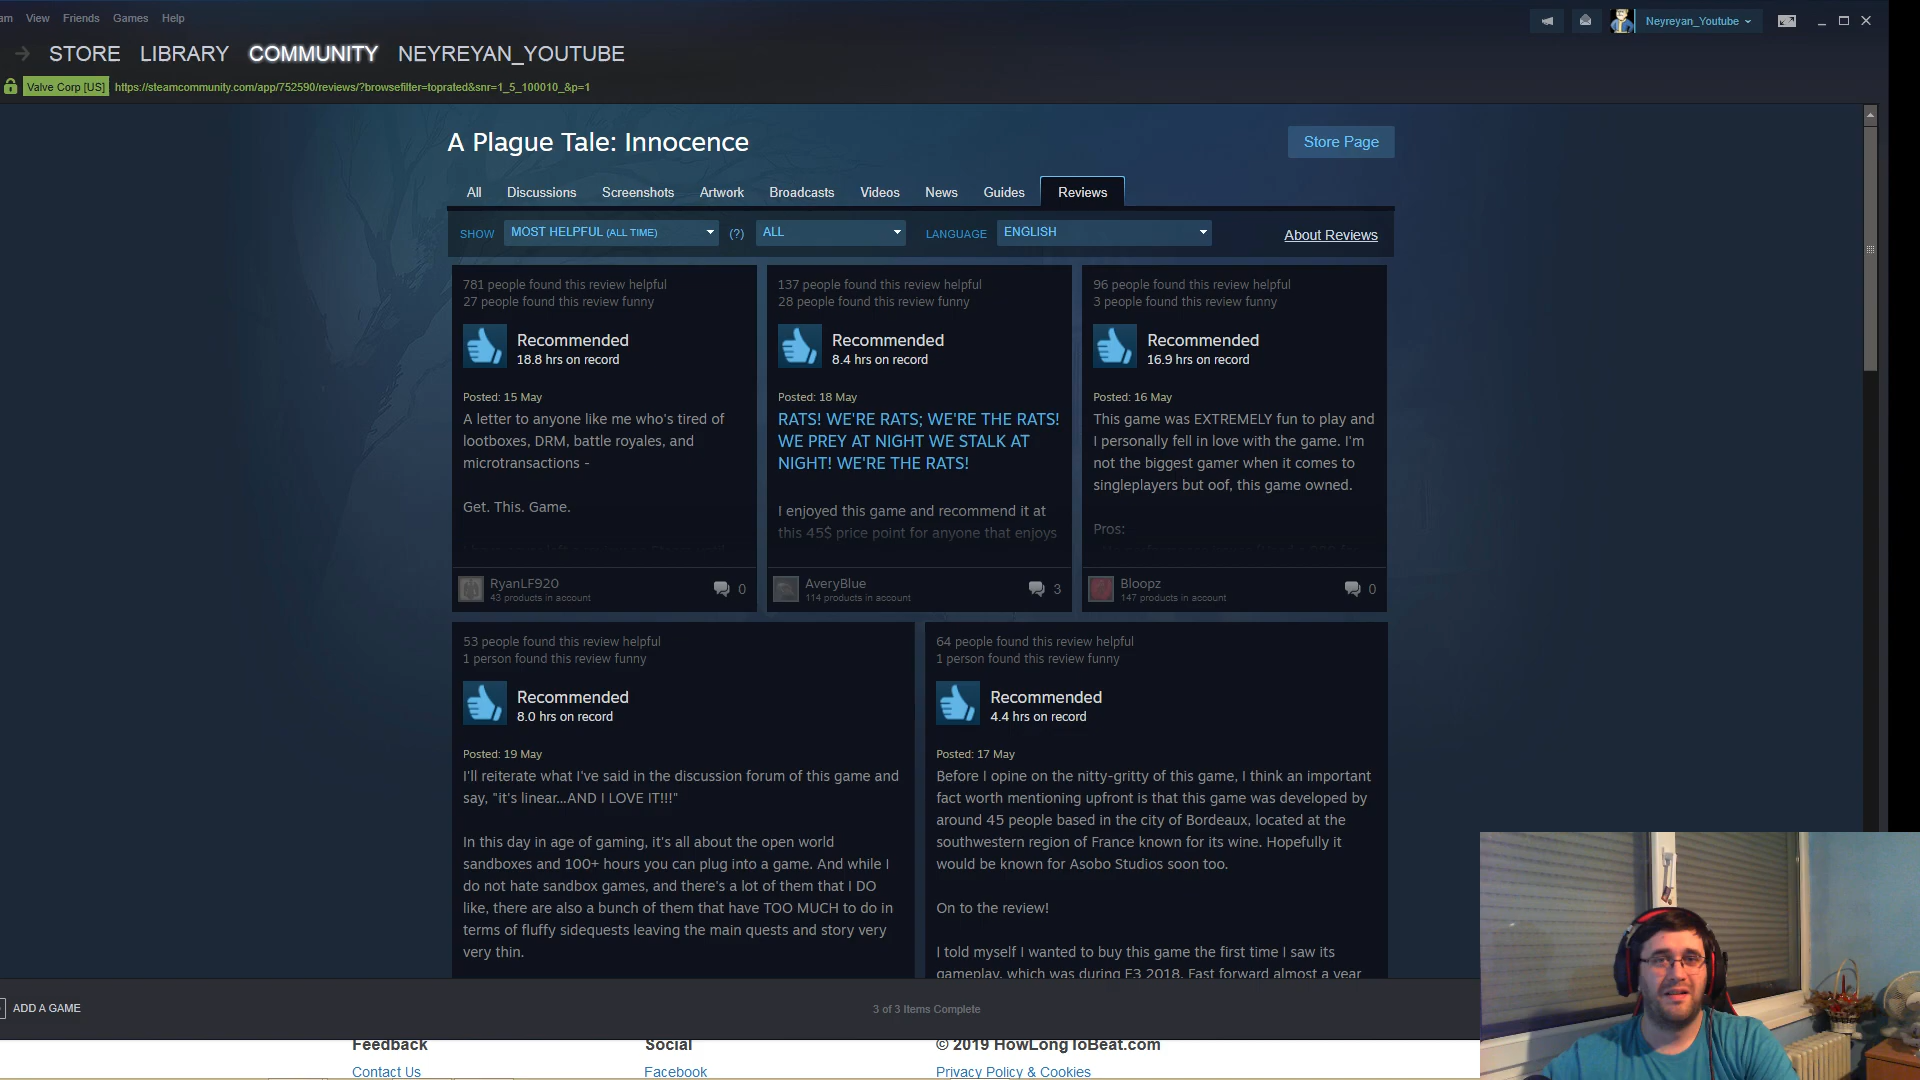 View Friends Games Help
Neyreyan_Youtube
STORE LIBRARY COMMUNITY NEYREYAN_YOUTUBE
Valve Corp [US] https://steamcommunity.com/app/752590/reviews/?browsefilter=toprated&snr=1_5_100010_&p=1
A Plague Tale: Innocence
Store Page
All Discussions Screenshots Artwork Broadcasts Videos News Guides Reviews
SHOW MOST HELPFUL (ALL TIME) (?) ALL LANGUAGE ENGLISH About Reviews
781 people found this review helpful
27 people found this review funny
Recommended
18.8 hrs on record
Posted: 15 May
A letter to anyone like me who's tired of
lootboxes, DRM, battle royales, and
microtransactions -
Get. This. Game.
RyanLF920
43 products in account
0
137 people found this review helpful
28 people found this review funny
Recommended
8.4 hrs on record
Posted: 18 May
RATS! WE'RE RATS; WE'RE THE RATS!
WE PREY AT NIGHT WE STALK AT
NIGHT! WE'RE THE RATS!
I enjoyed this game and recommend it at
this 45$ price point for anyone that enjoys
AveryBlue
114 products in account
3
96 people found this review helpful
3 people found this review funny
Recommended
16.9 hrs on record
Posted: 16 May
This game was EXTREMELY fun to play and
I personally fell in love with the game. I'm
not the biggest gamer when it comes to
singleplayers but oof, this game owned.
Pros:
Bloopz
147 products in account
0
53 people found this review helpful
1 person found this review funny
Recommended
8.0 hrs on record
Posted: 19 May
I'll reiterate what I've said in the discussion forum of this game and
say, "it's linear...AND I LOVE IT!!!"
In this day in age of gaming, it's all about the open world
sandboxes and 100+ hours you can plug into a game. And while I
do not hate sandbox games, and there's a lot of them that I DO
like, there are also a bunch of them that have TOO MUCH to do in
terms of fluffy sidequests leaving the main quests and story very
very thin.
64 people found this review helpful
1 person found this review funny
Recommended
4.4 hrs on record
Posted: 17 May
Before I opine on the nitty-gritty of this game, I think an important
fact worth mentioning upfront is that this game was developed by
around 45 people based in the city of Bordeaux, located at the
southwestern region of France known for its wine. Hopefully it
would be known for Asobo Studios soon too.
On to the review!
I told myself I wanted to buy this game the first time I saw its
gameplay, which was during E3 2018. Fast forward almost a year
ADD A GAME
3 of 3 Items Complete
Feedback Social © 2019 HowLongToBeat.com
Contact Us Facebook Privacy Policy & Cookies